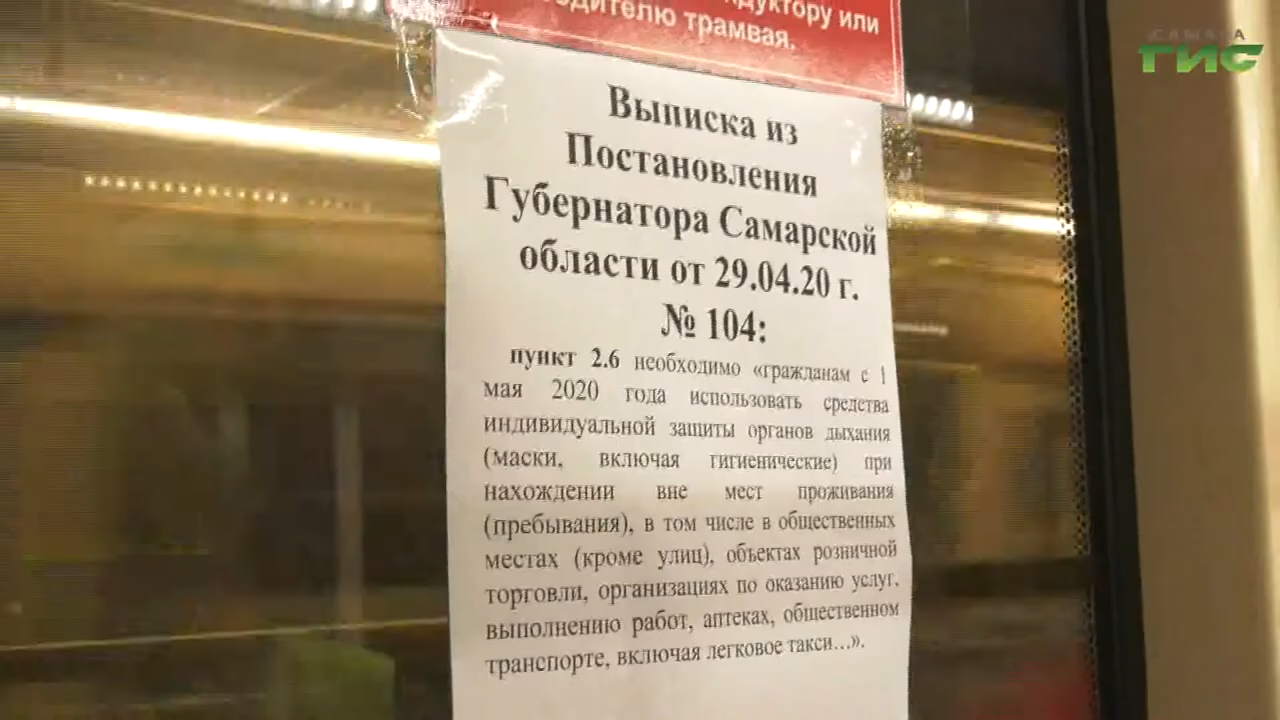 дуктору или
одителю трамвая.
САМАРА
ГИС
Выписка из
Постановления
Губернатора Самарской
области от 29.04.20 г.
№ 104:
пункт 2.6 необходимо «гражданам с 1
мая 2020 года использовать средства
индивидуальной защиты органов дыхания
(маски, включая гигиенические) при
нахождении вне мест проживания
(пребывания), в том числе в общественных
местах (кроме улиц), объектах розничной
торговли, организациях по оказанию услуг,
выполнению работ, аптеках, общественном
транспорте, включая легковое такси...».